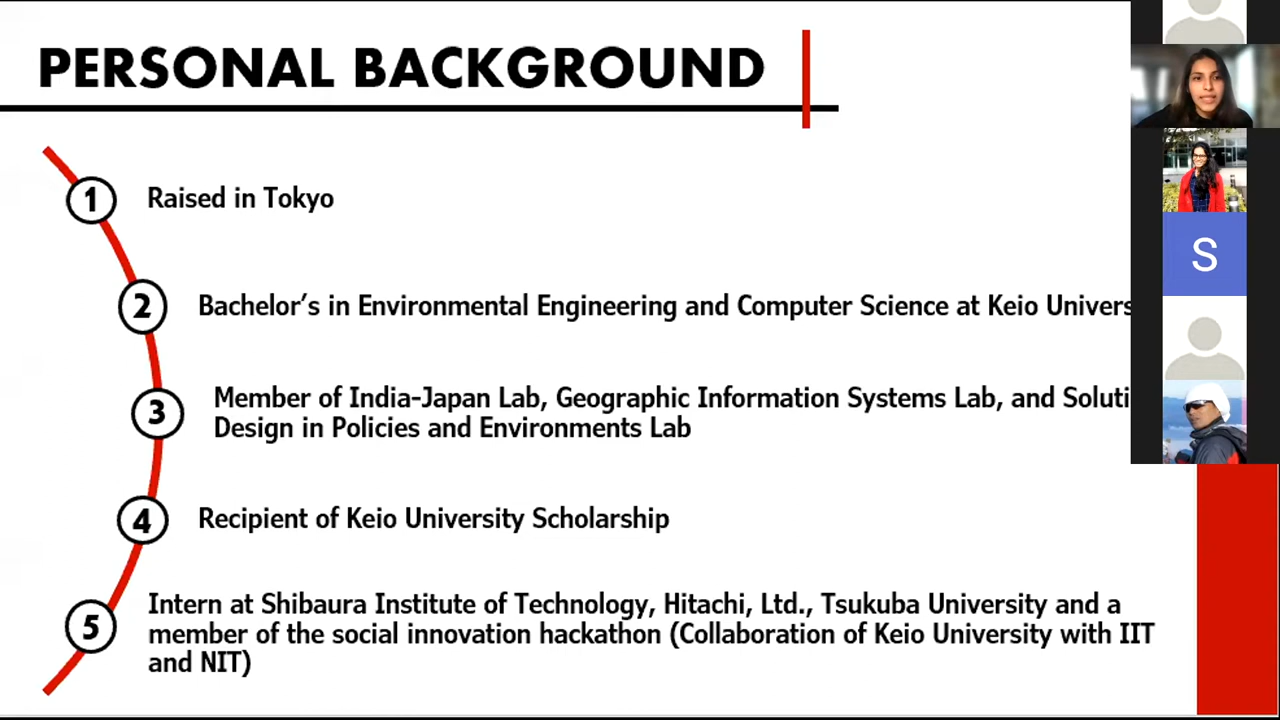 PERSONAL BACKGROUND
1
Raised in Tokyo
2
Bachelor’s in Environmental Engineering and Computer Science at Keio Univers
3
Member of India-Japan Lab, Geographic Information Systems Lab, and Soluti
Design in Policies and Environments Lab
4
Recipient of Keio University Scholarship
5
Intern at Shibaura Institute of Technology, Hitachi, Ltd., Tsukuba University and a
member of the social innovation hackathon (Collaboration of Keio University with IIT
and NIT)
S